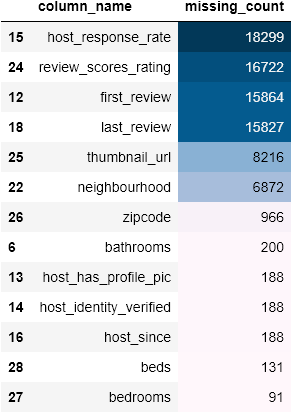 column_name missing_count
15 host_response_rate 18299
24 review_scores_rating 16722
12 first_review 15864
18 last_review 15827
25 thumbnail_url 8216
22 neighbourhood 6872
26 zipcode 966
6 bathrooms 200
13 host_has_profile_pic 188
14 host_identity_verified 188
16 host_since 188
28 beds 131
27 bedrooms 91